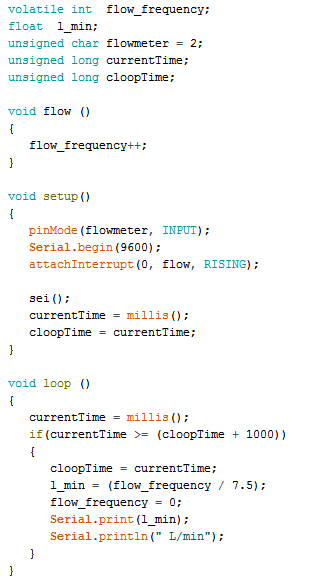 volatile int  flow_frequency;
float  l_min;
unsigned char flowmeter = 2;
unsigned long currentTime;
unsigned long cloopTime;

void flow ()
{
   flow_frequency++;
}

void setup()
{
   pinMode(flowmeter, INPUT);
   Serial.begin(9600);
   attachInterrupt(0, flow, RISING);

   sei();
   currentTime = millis();
   cloopTime = currentTime;
}

void loop ()
{
   currentTime = millis();
   if(currentTime >= (cloopTime + 1000))
   {
      cloopTime = currentTime;
      l_min = (flow_frequency / 7.5);
      flow_frequency = 0;
      Serial.print(l_min);
      Serial.println(" L/min");
   }
}